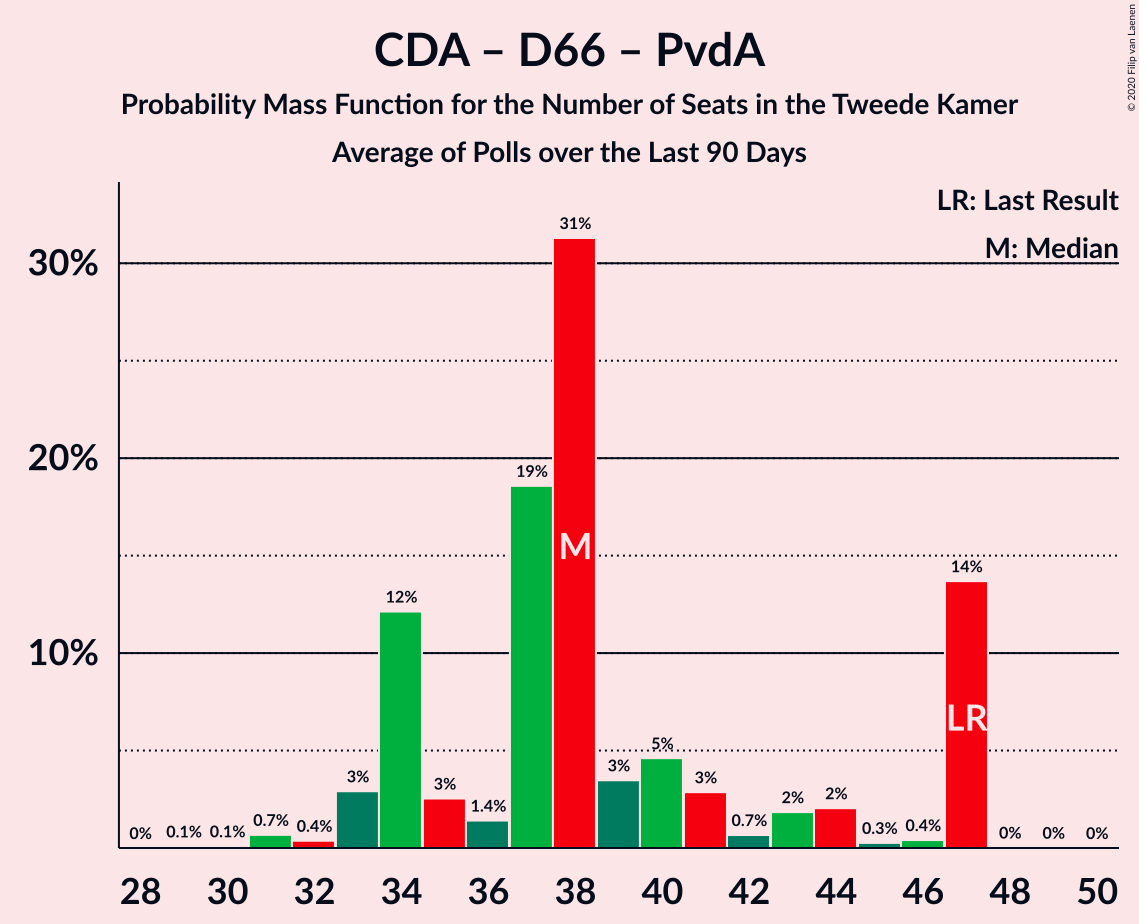 CDA – D66 – PvdA
Probability Mass Function for the Number of Seats in the Tweede Kamer
Average of Polls over the Last 90 Days
© 2020 Filip van Laenen
LR: Last Result
M: Median
30%
20%
10%
0%
0.1%
0.1%
0.7%
0.4%
3%
12%
3%
1.4%
19%
31%
M
3%
5%
3%
0.7%
2%
2%
0.3%
0.4%
14%
LR
0%
0%
0%
28 30 32 34 36 38 40 42 44 46 48 50